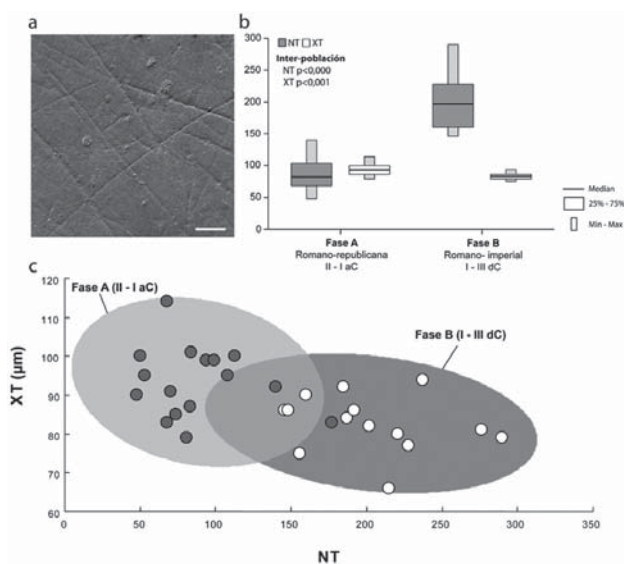 a
b
NT XT
Inter-población
NT p<0,000
XT p<0,001
300
250
200
150
100
50
0
Fase A
Romano-republicana
II - I aC
Fase B
Romano- imperial
I - III dC
Median
25% - 75%
Min - Max
c
Fase A (II - I aC)
Fase B (I - III dC)
XT (µm)
120
110
100
90
80
70
60
0 50 100 150 200 250 300 350
NT